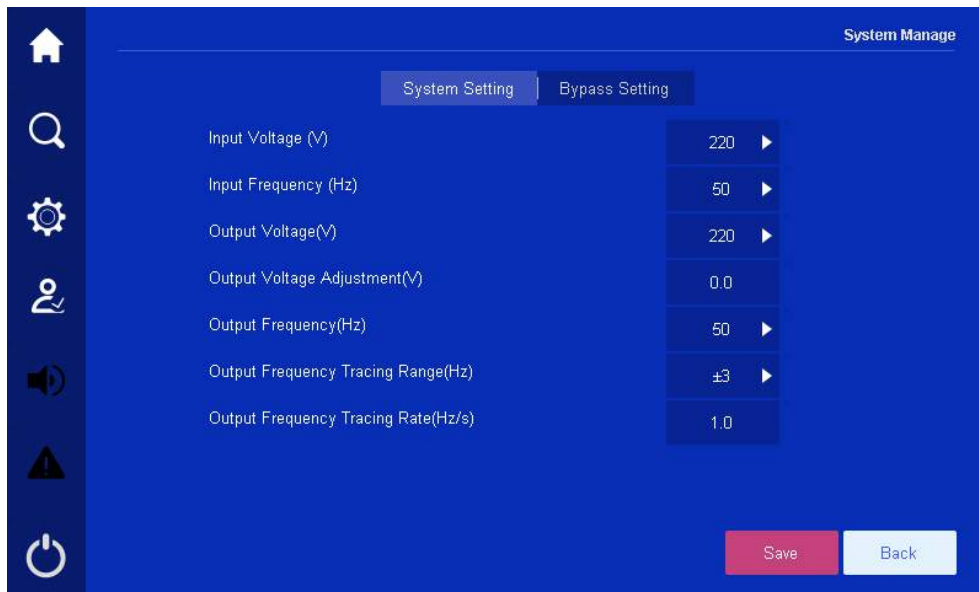 System Manage
System Setting Bypass Setting
Input Voltage (V) 220
Input Frequency (Hz) 50
Output Voltage(V) 220
Output Voltage Adjustment(V) 0.0
Output Frequency(Hz) 50
Output Frequency Tracing Range(Hz) ±3
Output Frequency Tracing Rate(Hz/s) 1.0
Save Back